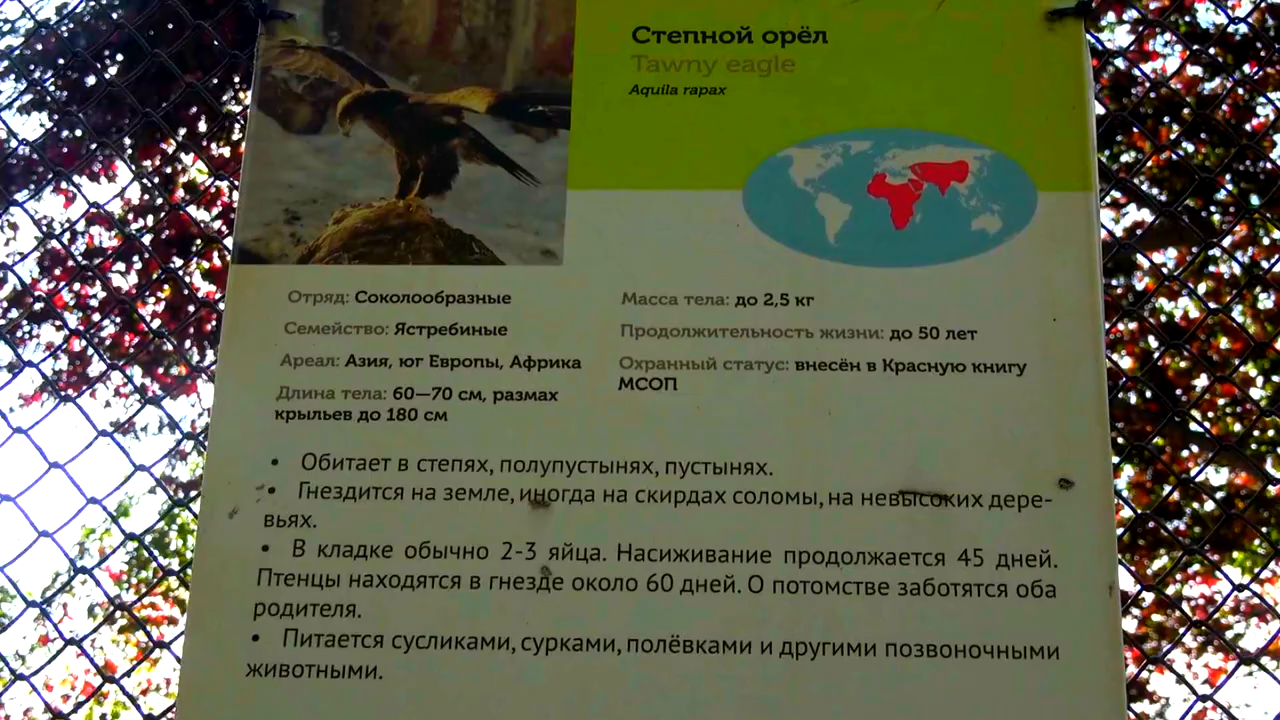 Степной орёл
Tawny eagle
Aquila rapax
Отряд: Соколообразные
Семейство: Ястребиные
Ареал: Азия, юг Европы, Африка
Длина тела: 60—70 см, размах
крыльев до 180 см
Масса тела: до 2,5 кг
Продолжительность жизни: до 50 лет
Охранный статус: внесён в Красную книгу
МСОП
• Обитает в степях, полупустынях, пустынях.
• Гнездится на земле, иногда на скирдах соломы, на невысоких дере-
вьях.
• В кладке обычно 2-3 яйца. Насиживание продолжается 45 дней.
Птенцы находятся в гнезде около 60 дней. О потомстве заботятся оба
родителя.
• Питается сусликами, сурками, полёвками и другими позвоночными
животными.